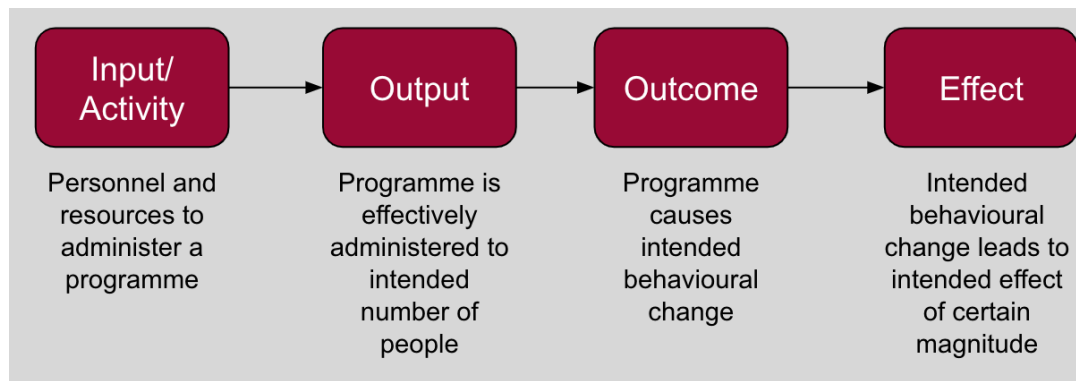 Input/
Activity
Output
Outcome
Effect
Personnel and
resources to
administer a
programme
Programme is
effectively
administered to
intended
number of
people
Programme
causes
intended
behavioural
change
Intended
behavioural
change leads to
intended effect
of certain
magnitude